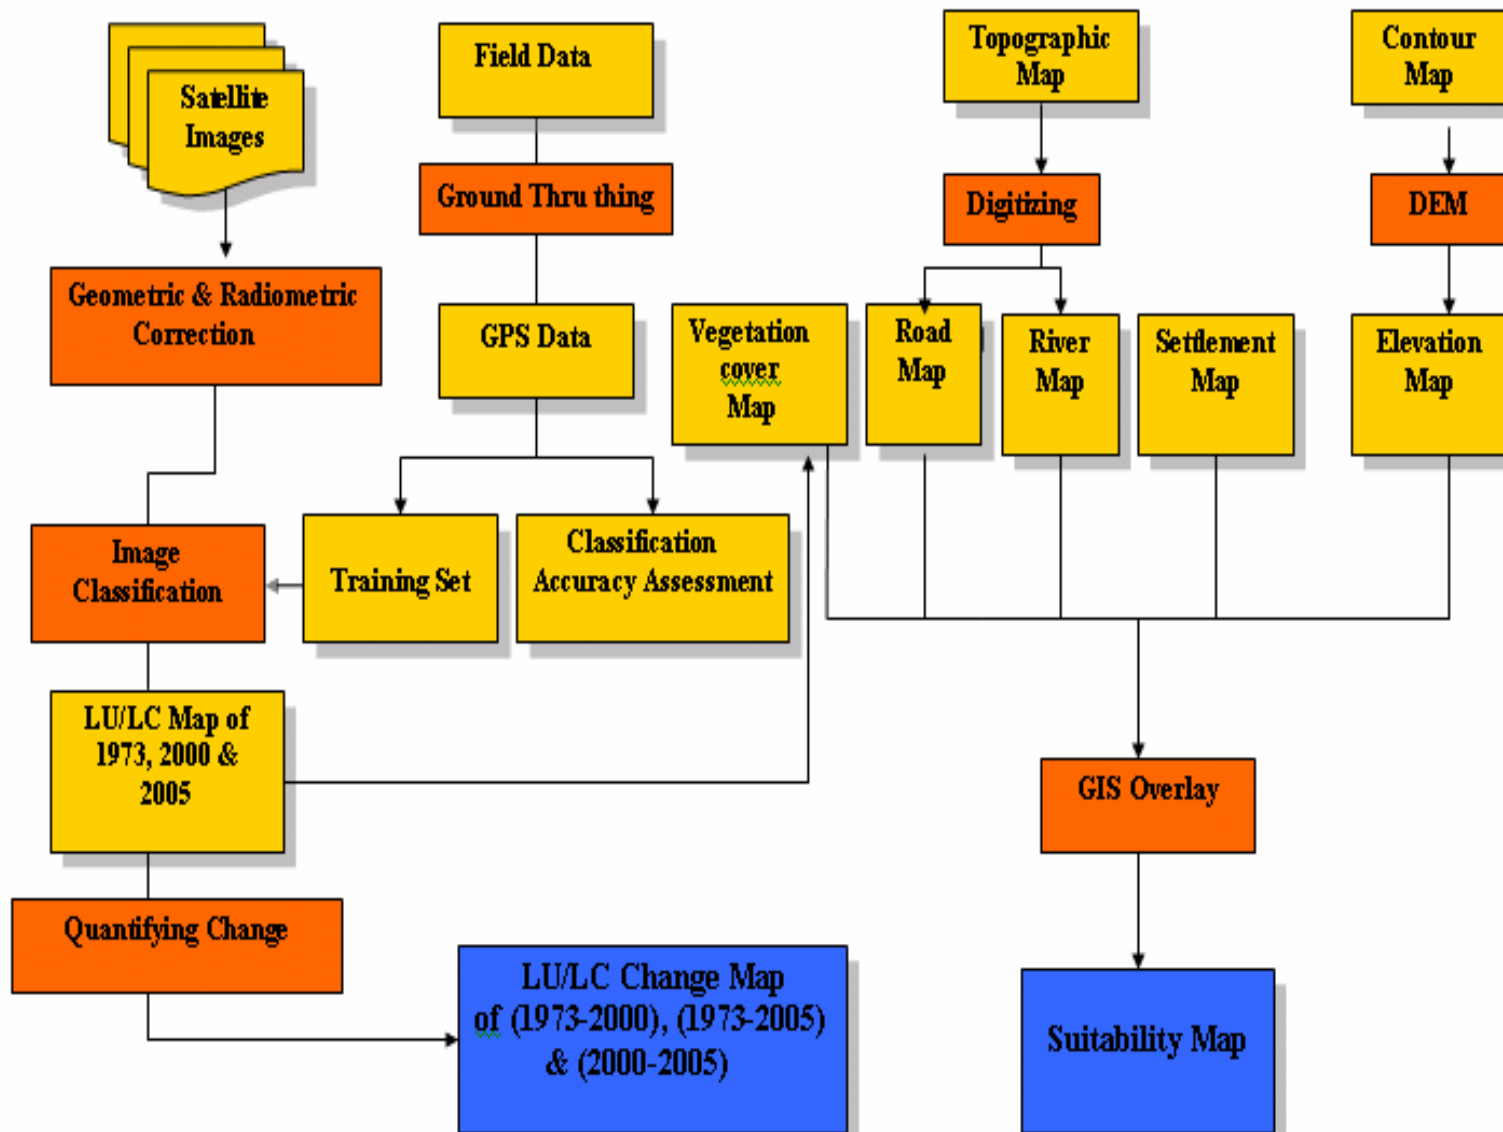 Satellite
Images
Field Data
Topographic
Map
Contour
Map
Ground Thru thing
Digitizing
DEM
Geometric & Radiometric
Correction
GPS Data
Vegetation
cover
Map
Road
Map
River
Map
Settlement
Map
Elevation
Map
Image
Classification
Training Set
Classification
Accuracy Assessment
LU/LC Map of
1973, 2000 &
2005
GIS Overlay
Quantifying Change
LU/LC Change Map
of (1973-2000), (1973-2005)
& (2000-2005)
Suitability Map